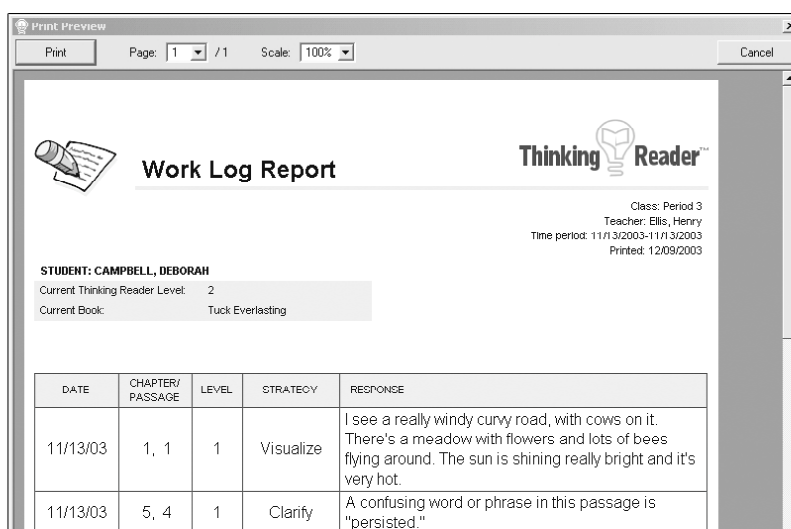 Print Preview
Print Page: 1 / 1 Scale: 100% Cancel
Work Log Report
Thinking Reader™
Class: Period 3
Teacher: Ellis, Henry
Time period: 11/13/2003-11/13/2003
Printed: 12/09/2003
STUDENT: CAMPBELL, DEBORAH
Current Thinking Reader Level: 2
Current Book: Tuck Everlasting
DATE CHAPTER/ PASSAGE LEVEL STRATEGY RESPONSE
11/13/03 1, 1 1 Visualize
I see a really windy curvy road, with cows on it.
There's a meadow with flowers and lots of bees
flying around. The sun is shining really bright and it's
very hot.
11/13/03 5, 4 1 Clarify
A confusing word or phrase in this passage is
"persisted."